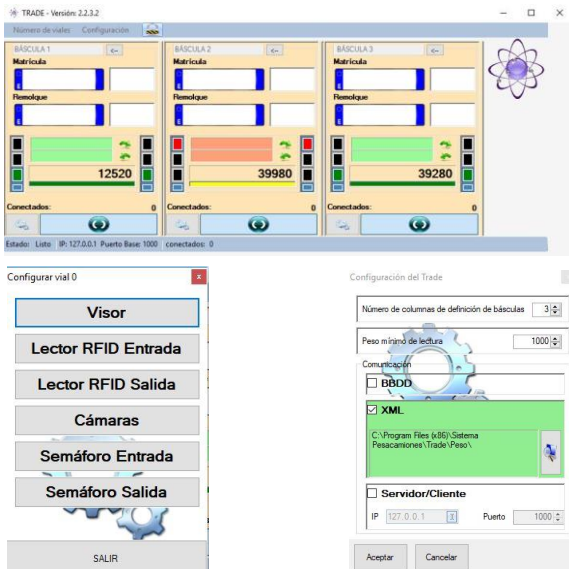 TRADE - Versión: 2.2.3.2
Número de viales Configuración
BÁSCULA 1 <-- BÁSCULA 2 <-- BÁSCULA 3 <--
Matrícula Matrícula Matrícula
Remolque Remolque Remolque
12520 39980 39280
Conectados: 0 Conectados: 0 Conectados: 0
Estado: Listo IP: 127.0.0.1 Puerto Base: 1000 conectados: 0
Configurar vial 0 x
Visor
Lector RFID Entrada
Lector RFID Salida
Cámaras
Semáforo Entrada
Semáforo Salida
SALIR
Configuración del Trade
Número de columnas de definición de básculas 3
Peso mínimo de lectura 1000
Comunicación
BBDD
XML
C:\Program Files (x86)\Sistema
Pesacamiones\Trade\Peso\
Servidor/Cliente
IP 127.0.0.1 Puerto 1000
Aceptar Cancelar